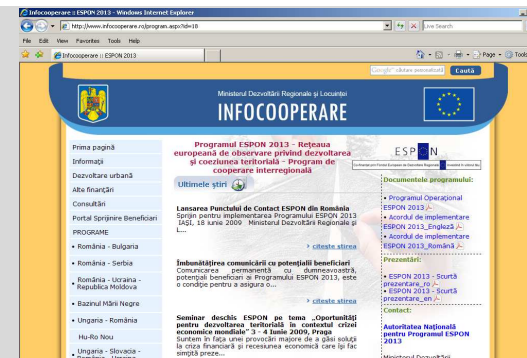 Infocooperare :: ESPON 2013 - Windows Internet Explorer
http://www.infocooperare.ro/program.aspx?id=18
Live Search
File Edit View Favorites Tools Help
Infocooperare :: ESPON 2013
Page
Tools
Google
Caută
Ministerul Dezvoltării Regionale şi Locuinţei
INFOCOOPERARE
Prima pagină
Informaţii
Dezvoltare urbană
Alte finanţări
Consultări
Portal Sprijinire Beneficiari
PROGRAME
• România - Bulgaria
• România - Serbia
• România - Ucraina -
Republica Moldova
• Bazinul Mării Negre
• Ungaria - România
Hu-Ro Nou
• Ungaria - Slovacia -
România - Ucraina
Programul ESPON 2013 - Reţeaua
europeană de observare privind dezvoltarea
şi coeziunea teritorială - Program de
cooperare interregională
Ultimele ştiri
Lansarea Punctului de Contact ESPON din România
Sprijin pentru implementarea Programului ESPON 2013
IAŞI, 18 iunie 2009 Ministerul Dezvoltării Regionale şi
L...
citeste stirea
Îmbunătăţirea comunicării cu potenţialii beneficiari
Comunicarea permanentă cu dumneavoastră,
potenţiali beneficiari ai Programului ESPON 2013, este
o condiţie pentru a asigura o...
citeste stirea
Seminar deschis ESPON pe tema „Oportunităţi
pentru dezvoltarea teritorială în contextul crizei
economice mondiale" 3 - 4 Iunie 2009, Praga
Suntem în faţa unei provocări majore de a găsi soluţii
la criza financiară şi recesiunea economică care îşi fac
simţită preze...
ESPON
Documentele programului:
• Programul Operaţional
ESPON 2013
• Acordul de implementare
ESPON 2013_Engleză
• Acordul de implementare
ESPON 2013_Română
Prezentări:
• ESPON 2013 - Scurtă
prezentare_ro
• ESPON 2013 - Scurtă
prezentare_en
Contact:
Autoritatea Naţională
pentru Programul ESPON
2013
Ministerul Dezvoltării